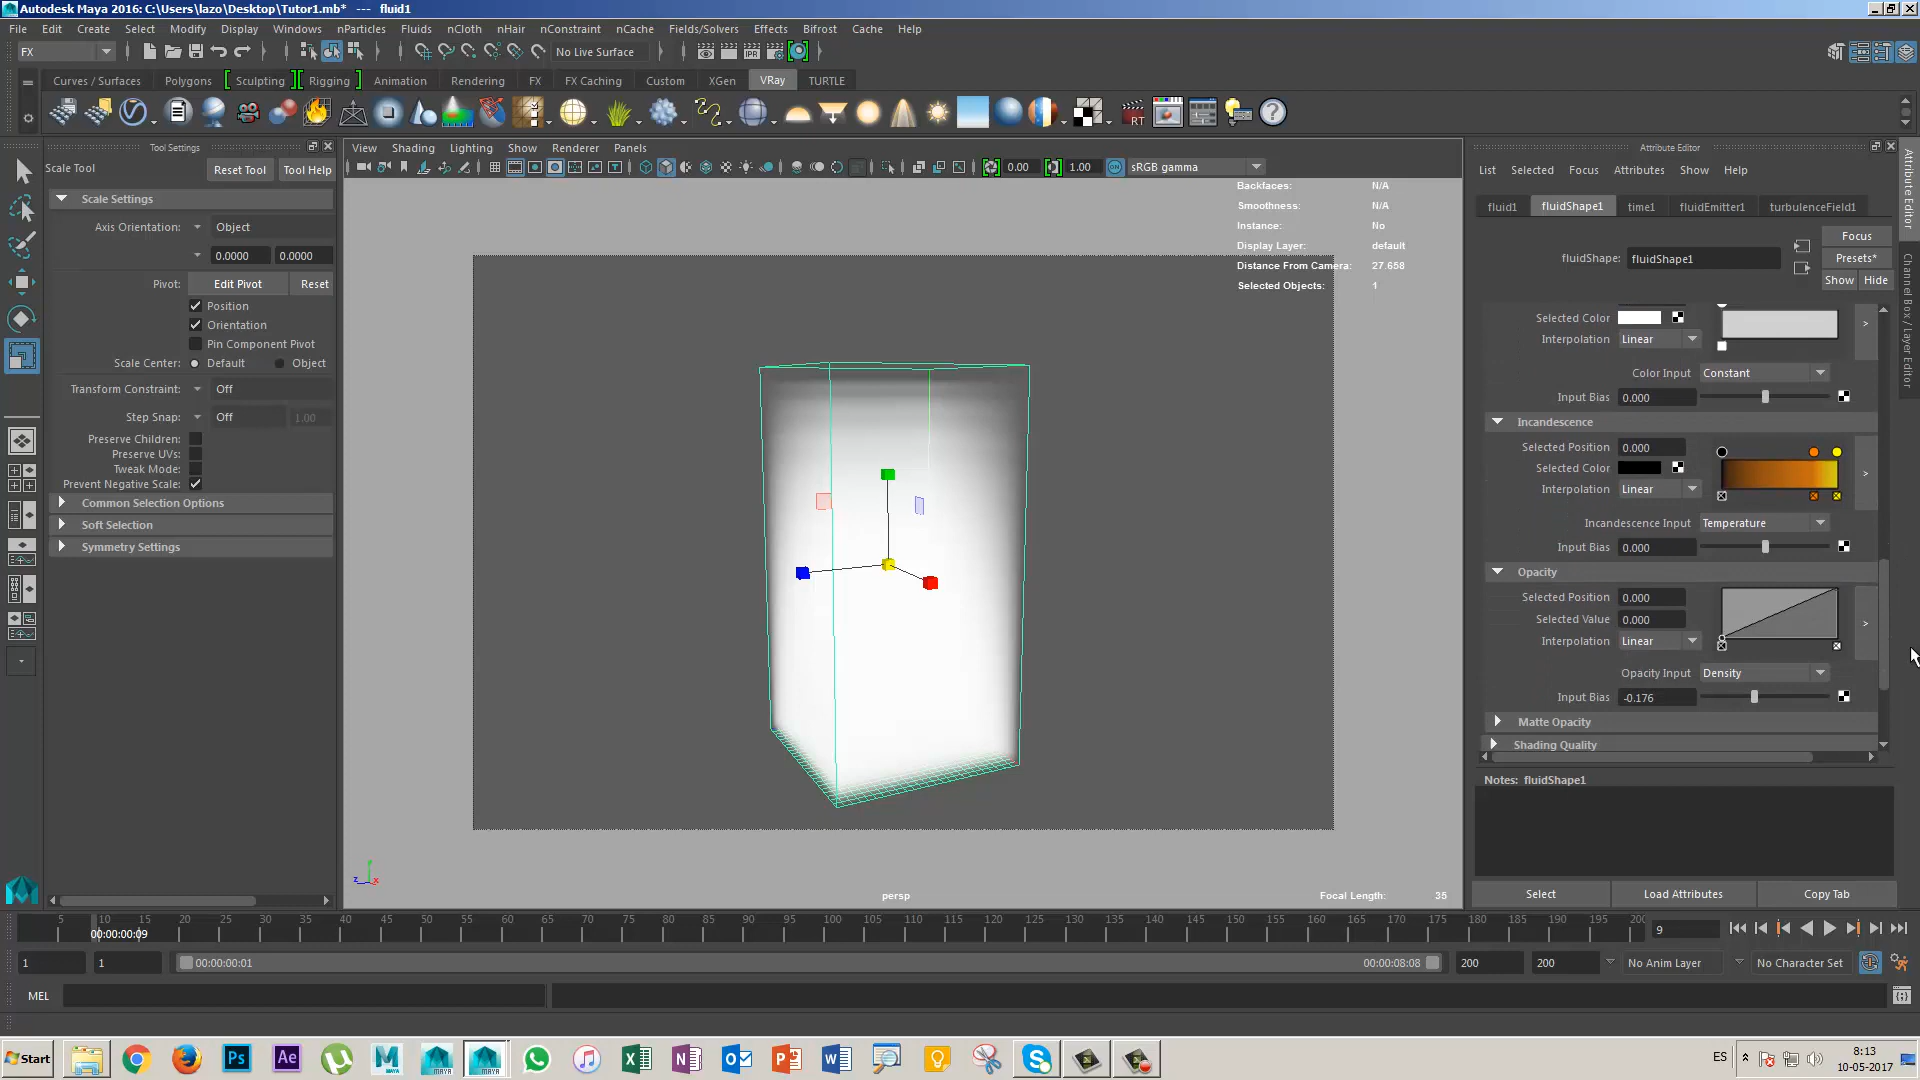 Autodesk Maya 2016: C:\Users\lazo\Desktop\Tutor1.mb* --- fluid1
File Edit Create Select Modify Display Windows nParticles Fluids nCloth nHair nConstraint nCache Fields/Solvers Effects Bifrost Cache Help
FX No Live Surface
Curves / Surfaces Polygons Sculpting Rigging Animation Rendering FX FX Caching Custom XGen VRay TURTLE
Tool Settings
Scale Tool Reset Tool Tool Help
Scale Settings
Axis Orientation: Object
0.0000 0.0000
Pivot: Edit Pivot Reset
Position
Orientation
Pin Component Pivot
Scale Center: Default Object
Transform Constraint: Off
Step Snap: Off 1.00
Preserve Children:
Preserve UVs:
Tweak Mode:
Prevent Negative Scale:
Common Selection Options
Soft Selection
Symmetry Settings
View Shading Lighting Show Renderer Panels
0.00 1.00 sRGB gamma
Backfaces: N/A
Smoothness: N/A
Instance: No
Display Layer: default
Distance From Camera: 27.658
Selected Objects: 1
persp
Focal Length: 35
Attribute Editor
List Selected Focus Attributes Show Help
fluid1 fluidShape1 time1 fluidEmitter1 turbulenceField1
Focus
fluidShape: fluidShape1 Presets*
Show Hide
Selected Color
Interpolation Linear
Color Input Constant
Input Bias 0.000
Incandescence
Selected Position 0.000
Selected Color
Interpolation Linear
Incandescence Input Temperature
Input Bias 0.000
Opacity
Selected Position 0.000
Selected Value 0.000
Interpolation Linear
Opacity Input Density
Input Bias -0.176
Matte Opacity
Shading Quality
Notes: fluidShape1
Select Load Attributes Copy Tab
Attribute Editor
Channel Box / Layer Editor
5 10 15 20 25 30 35 40 45 50 55 60 65 70 75 80 85 90 95 100 105 110 115 120 125 130 135 140 145 150 155 160 165 170 175 180 185 190 195 200
00:00:00:09
9
1 1 00:00:00:01 00:00:08:08 200 200 No Anim Layer No Character Set
MEL
Start
Ps Ae
MAYA MAYA
ES 8:13
10-05-2017